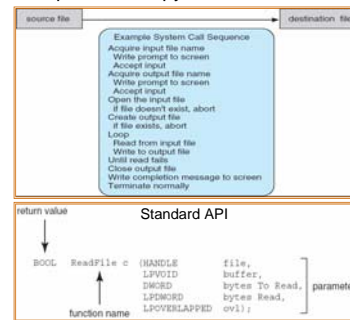 source file
destination file
Example System Call Sequence
Acquire input file name
Write prompt to screen
Accept input
Acquire output file name
Write prompt to screen
Accept input
Open the input file
if file doesn't exist, abort
Create output file
if file exists, abort
Loop
Read from input file
Write to output file
Until read fails
Close output file
Write completion message to screen
Terminate normally
return value
Standard API
BOOL ReadFile c (HANDLE file,
LPVOID buffer,
DWORD bytes To Read,
LPDWORD bytes Read,
LPOVERLAPPED ovl);
function name